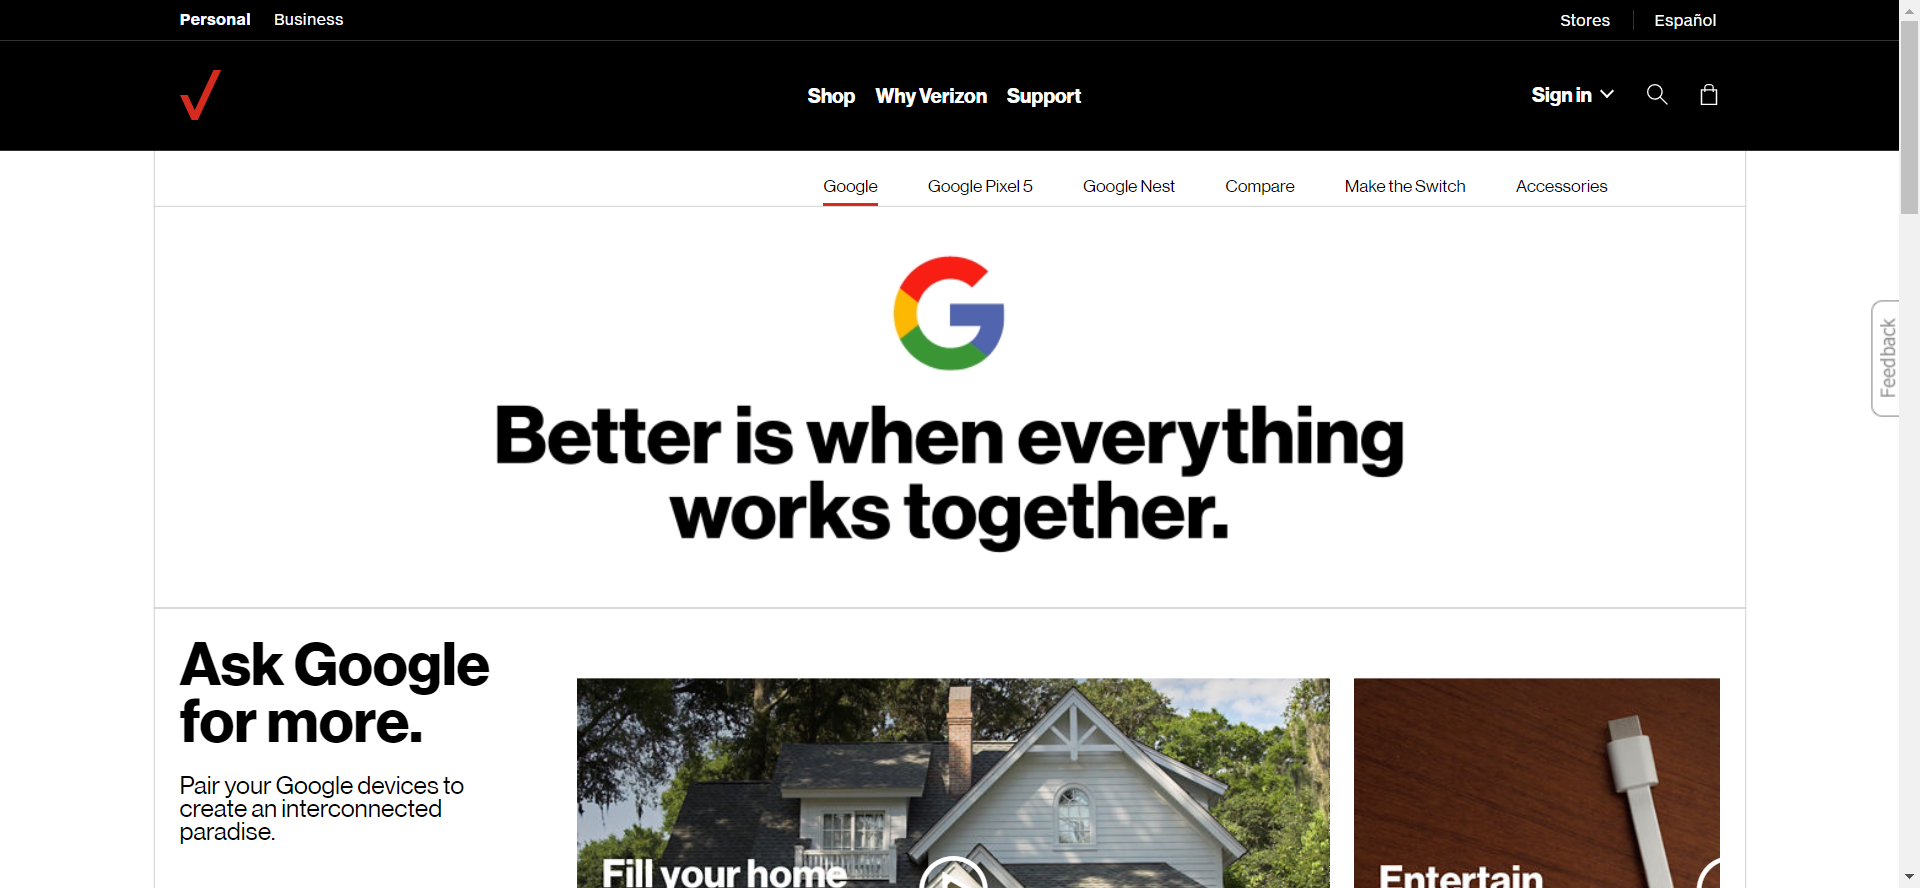 Personal Business Stores Español
Shop Why Verizon Support Sign in
Google Google Pixel 5 Google Nest Compare Make the Switch Accessories
Better is when everything
works together.
Feedback
Ask Google
for more.
Pair your Google devices to
create an interconnected
paradise.
Fill your home
Entertain